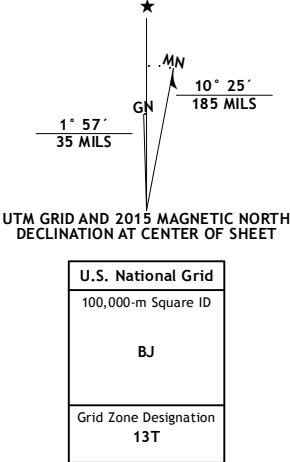 ★
MN
10° 25´
185 MILS
GN
1° 57´
35 MILS
UTM GRID AND 2015 MAGNETIC NORTH
DECLINATION AT CENTER OF SHEET
U.S. National Grid
100,000-m Square ID
BJ
Grid Zone Designation
13T